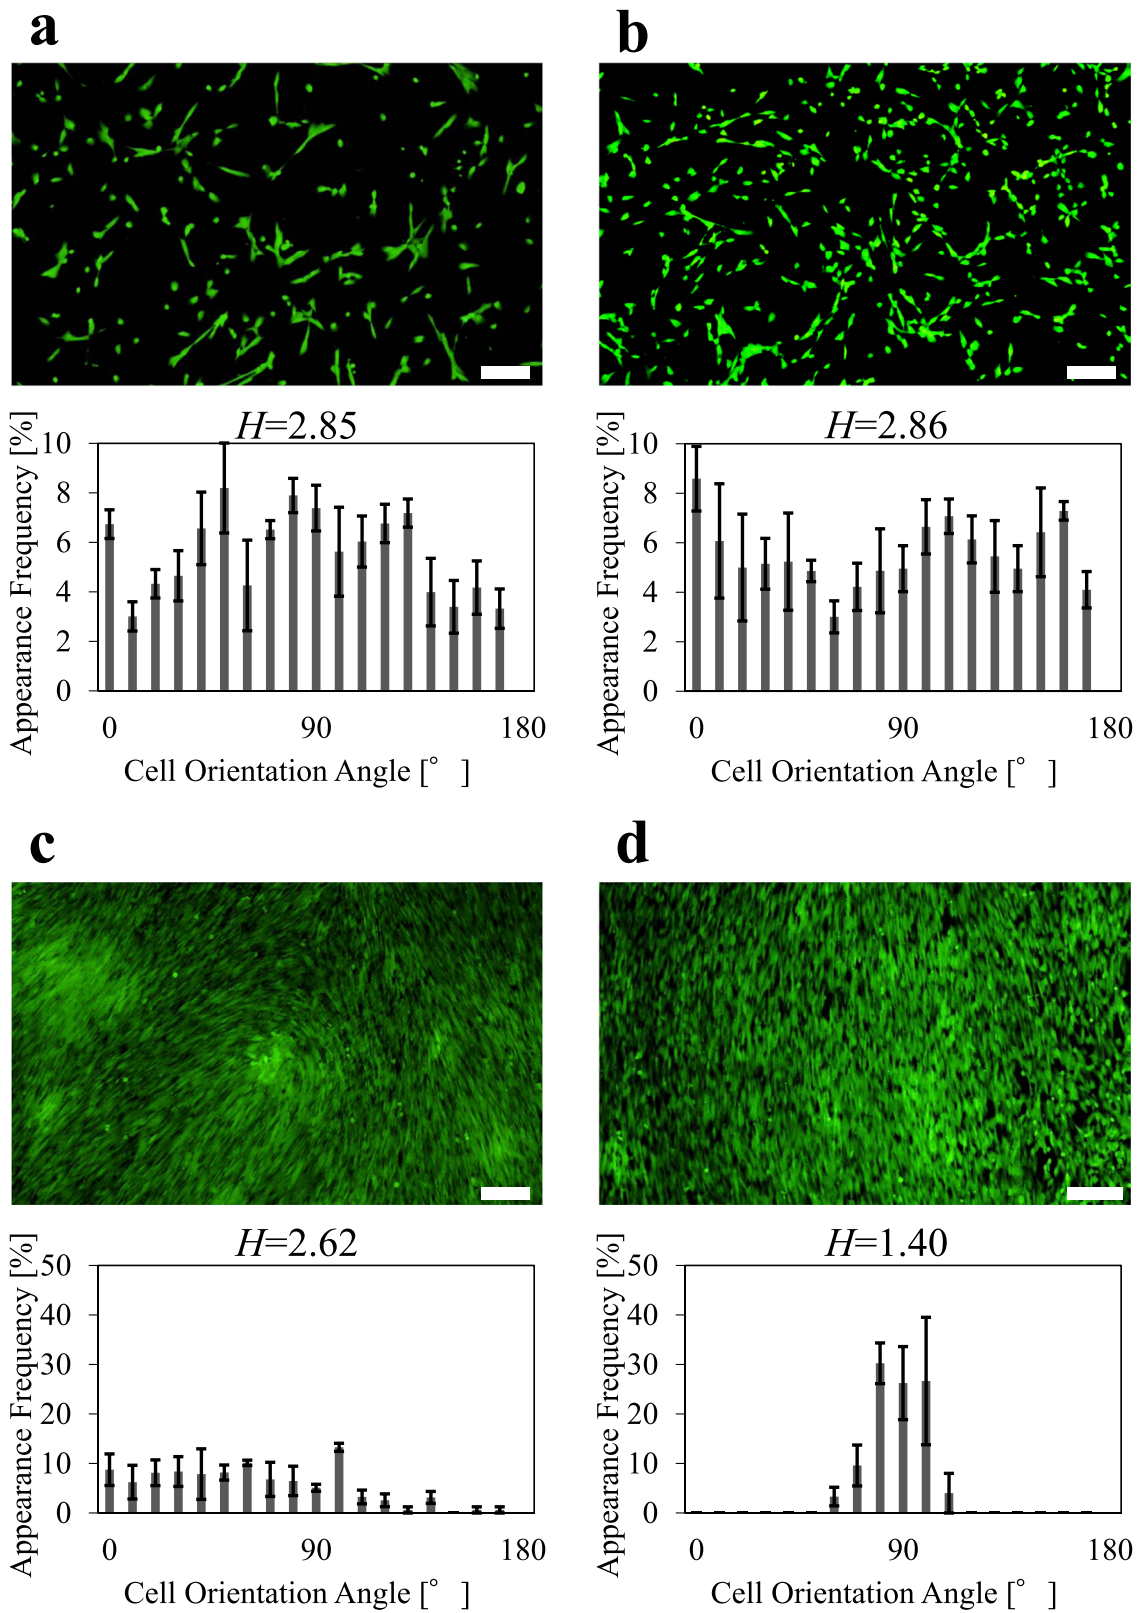 a
b
H=2.85
Appearance Frequency [%]
10
8
6
4
2
0
0
90
180
Cell Orientation Angle [° ]
H=2.86
Appearance Frequency [%]
10
8
6
4
2
0
0
90
180
Cell Orientation Angle [° ]
c
d
H=2.62
Appearance Frequency [%]
50
40
30
20
10
0
0
90
180
Cell Orientation Angle [° ]
H=1.40
Appearance Frequency [%]
50
40
30
20
10
0
0
90
180
Cell Orientation Angle [° ]